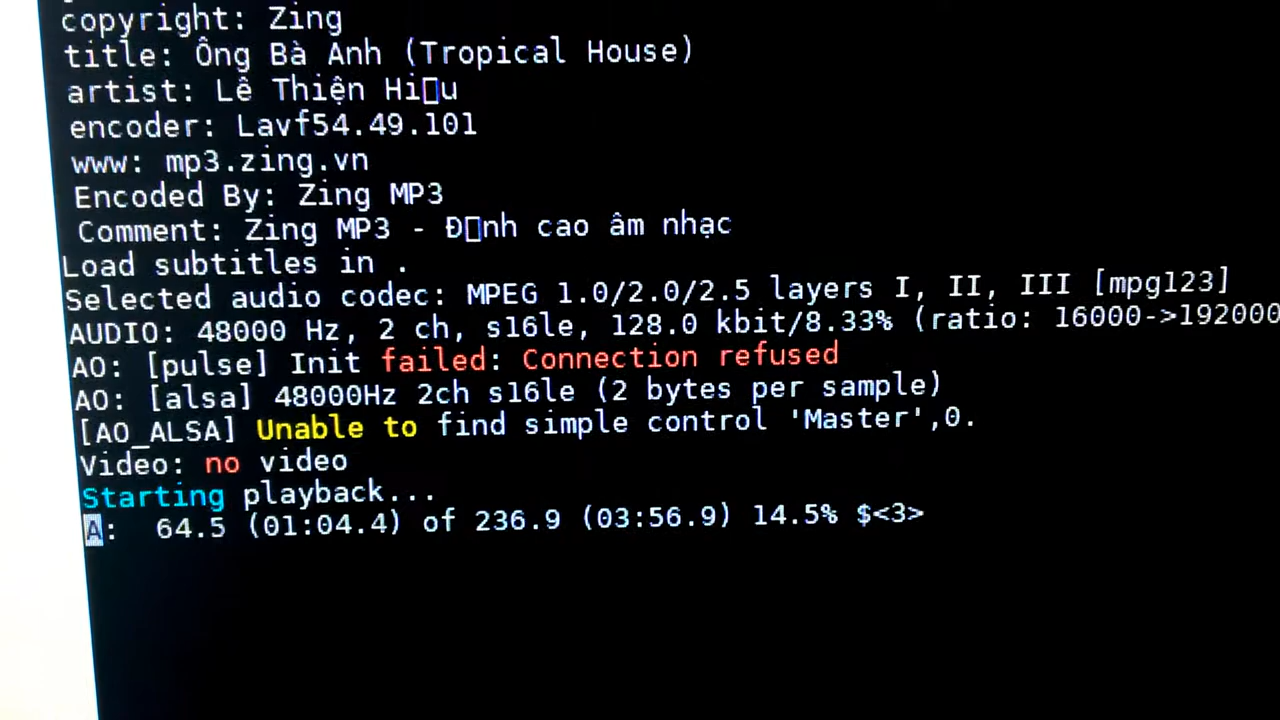 copyright: Zing
title: Ông Bà Anh (Tropical House)
artist: Lê Thiện Hi▯u
encoder: Lavf54.49.101
www: mp3.zing.vn
Encoded By: Zing MP3
Comment: Zing MP3 - Đ▯nh cao âm nhạc
Load subtitles in .
Selected audio codec: MPEG 1.0/2.0/2.5 layers I, II, III [mpg123]
AUDIO: 48000 Hz, 2 ch, s16le, 128.0 kbit/8.33% (ratio: 16000->192000
AO: [pulse] Init failed: Connection refused
AO: [alsa] 48000Hz 2ch s16le (2 bytes per sample)
[AO_ALSA] Unable to find simple control 'Master',0.
Video: no video
Starting playback...
A: 64.5 (01:04.4) of 236.9 (03:56.9) 14.5% $<3>